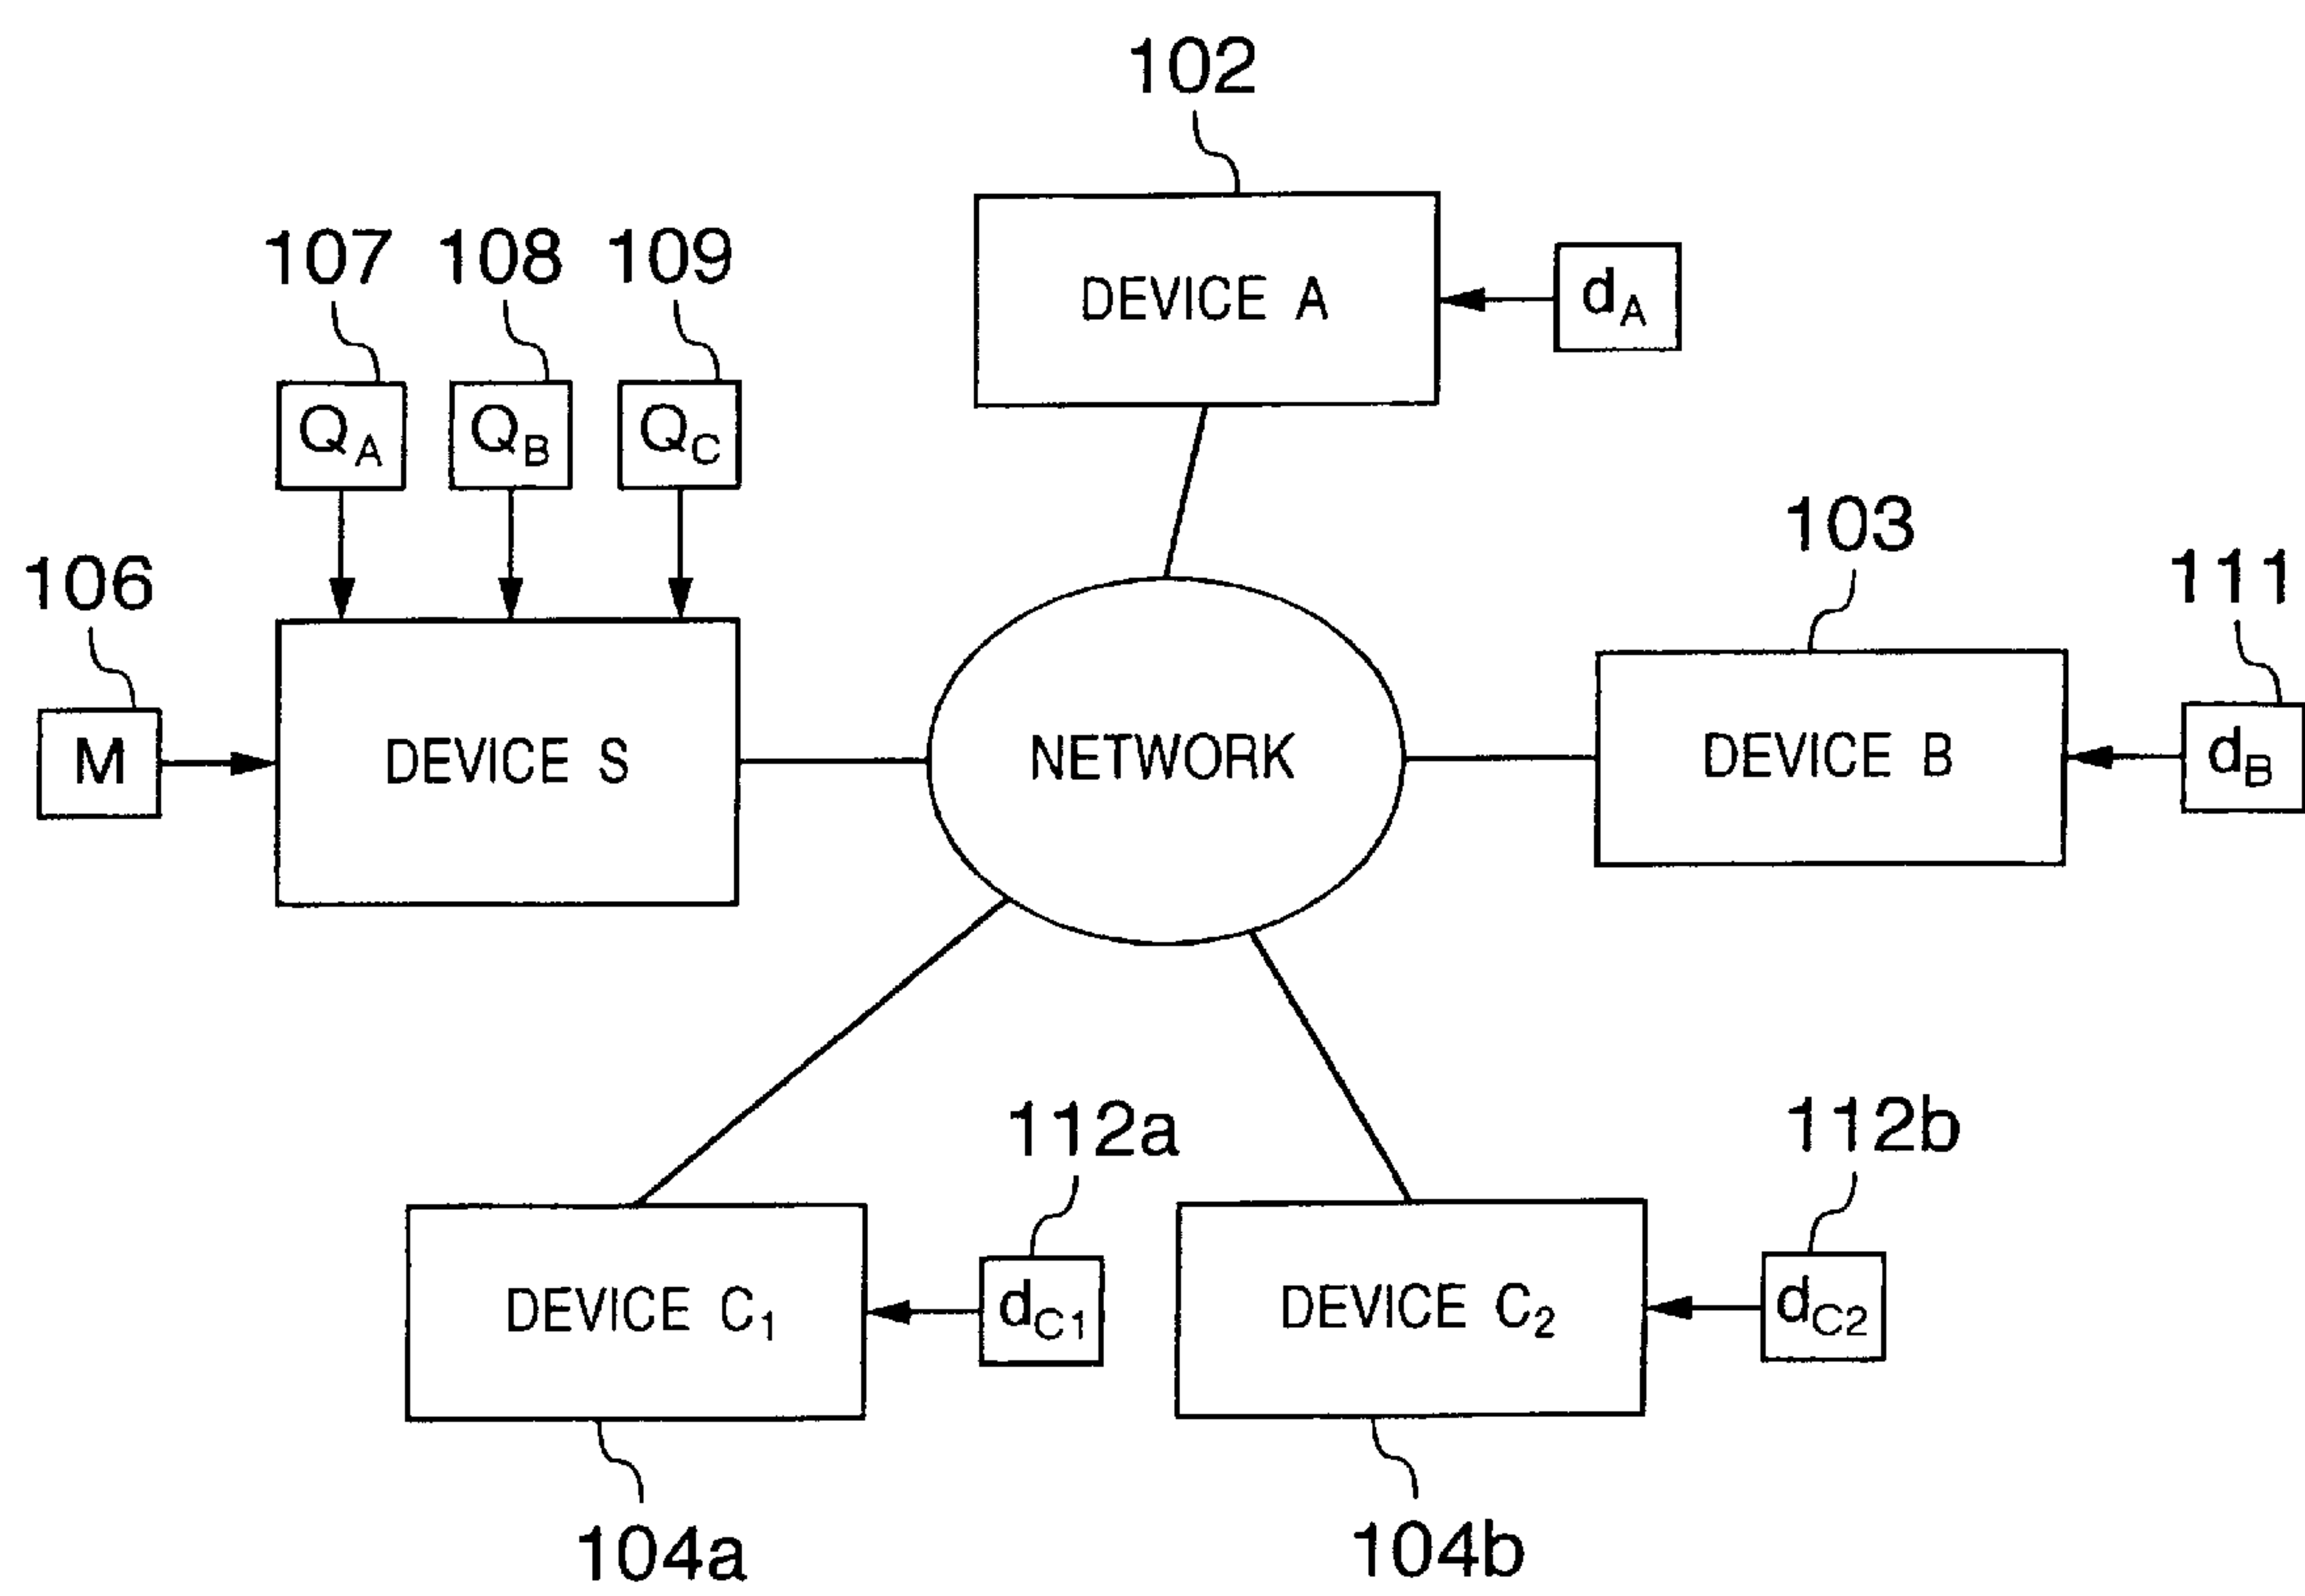 102
107 108 109
DEVICE A
dA
QA QB QC
103
111
106
M
DEVICE S
NETWORK
DEVICE B
dB
112a
112b
DEVICE C1
dC1
DEVICE C2
dC2
104a
104b